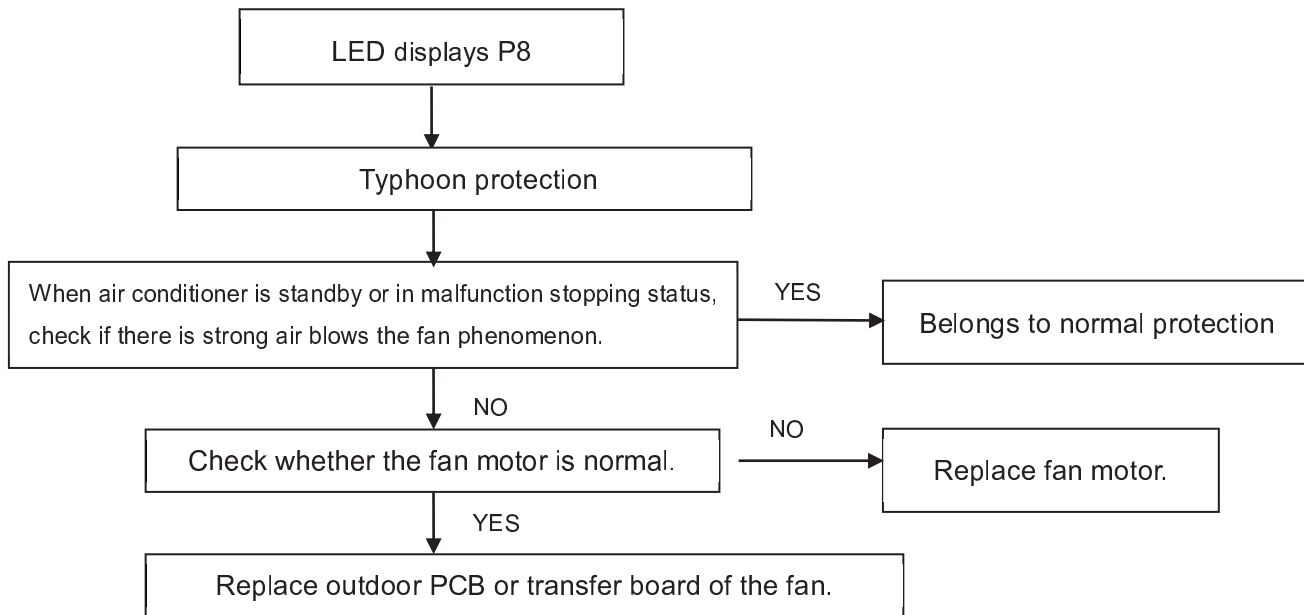 LED displays P8
Typhoon protection
When air conditioner is standby or in malfunction stopping status,
check if there is strong air blows the fan phenomenon.
YES
Belongs to normal protection
NO
Check whether the fan motor is normal.
NO
Replace fan motor.
YES
Replace outdoor PCB or transfer board of the fan.